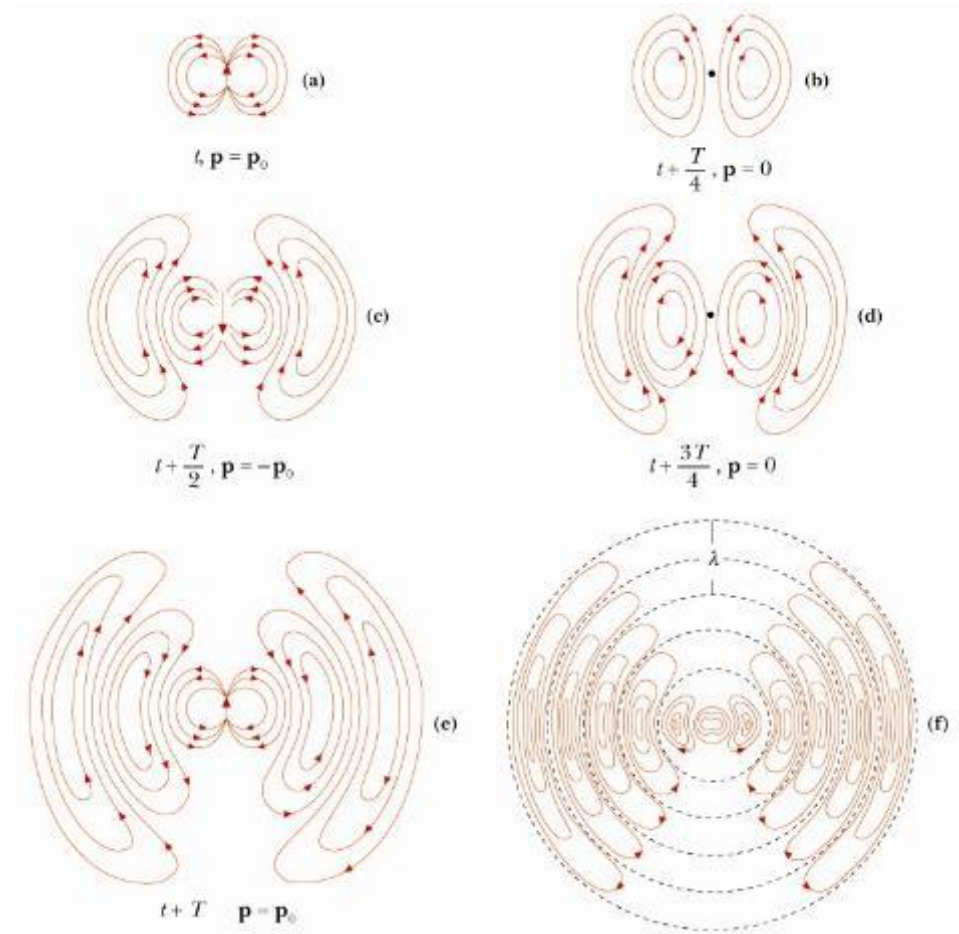 (a)
t, p = p₀
(b)
t + T/4 , p = 0
(c)
t + T/2 , p = −p₀
(d)
t + 3T/4 , p = 0
(e)
t + T p = p₀
λ
(f)